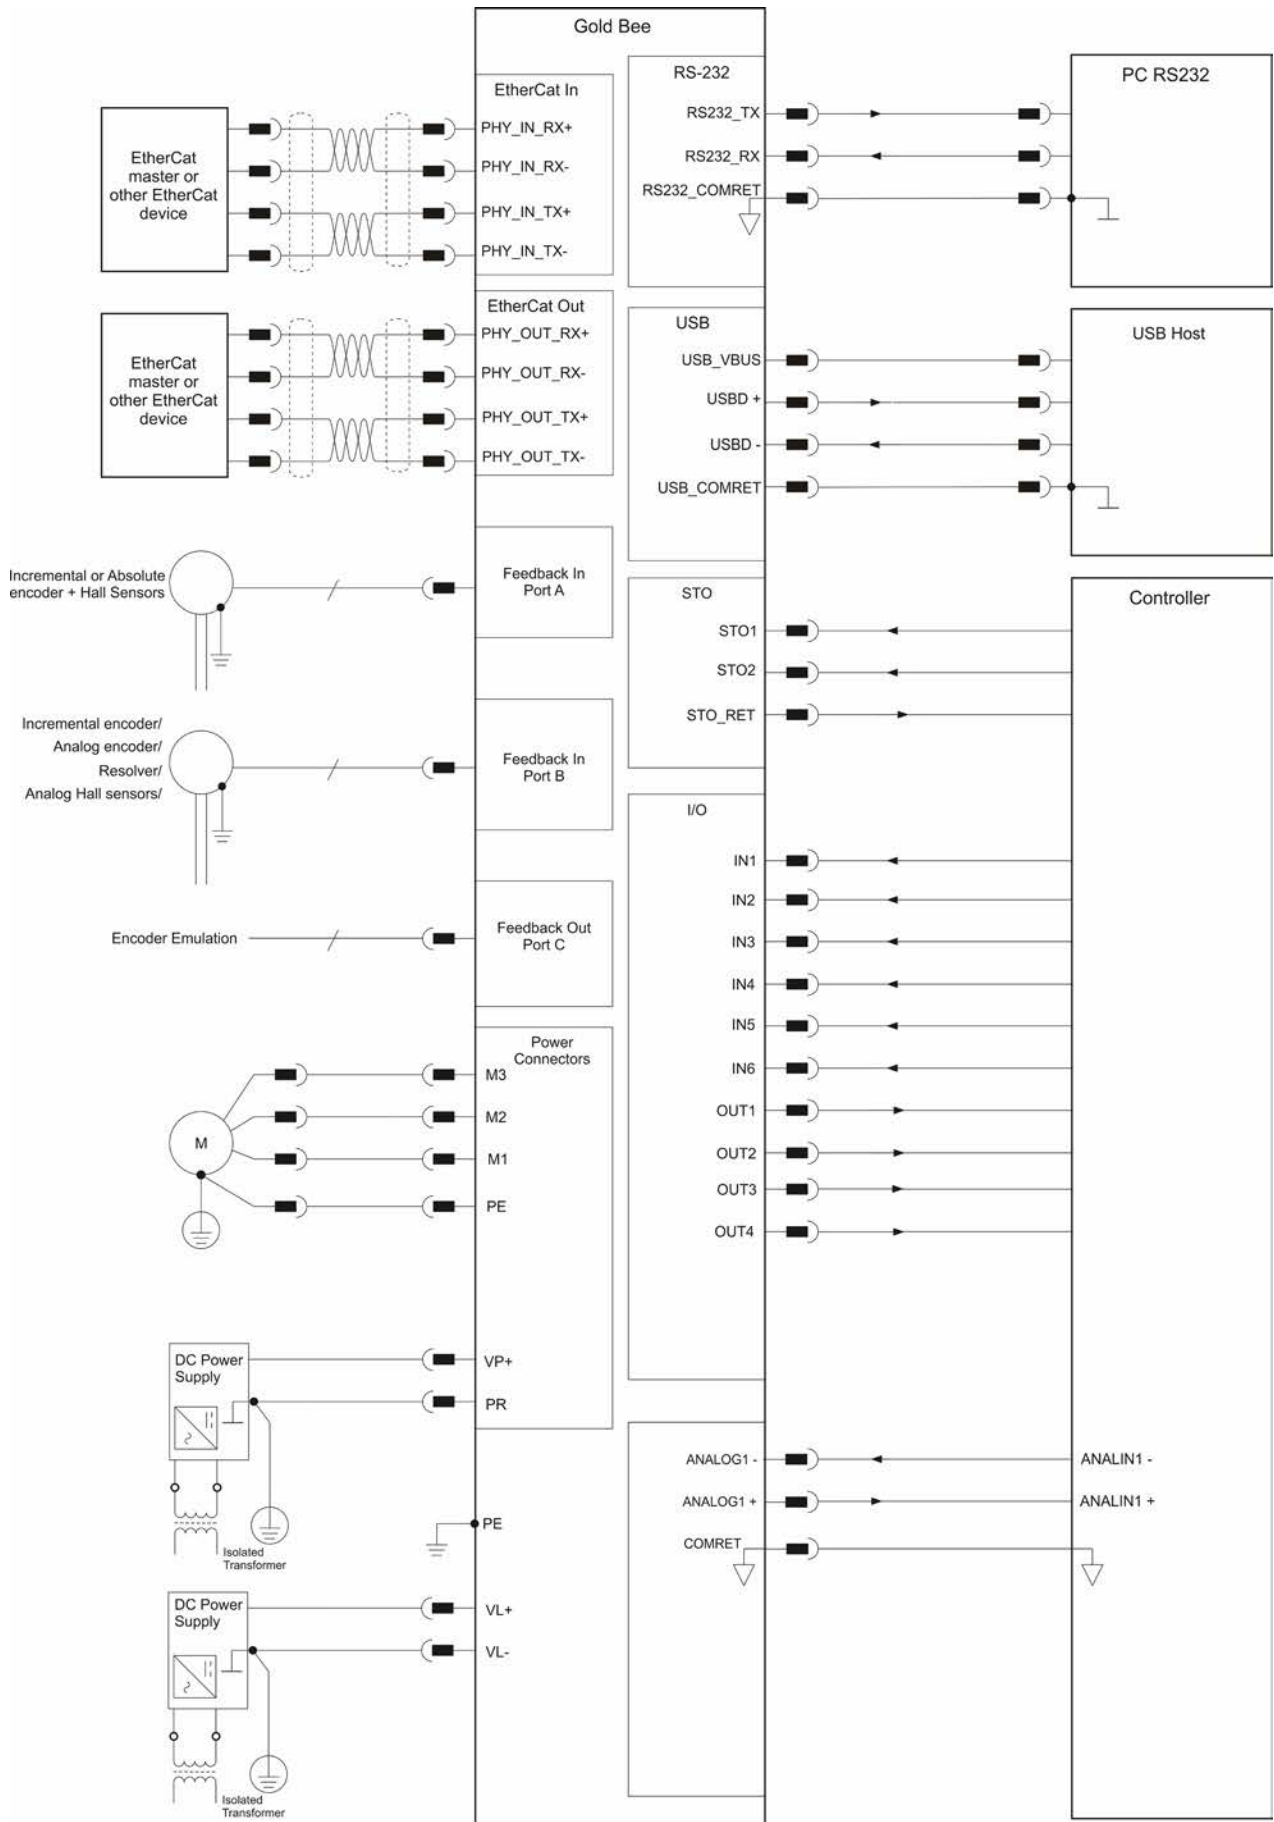 Gold Bee
EtherCat In
PHY_IN_RX+
PHY_IN_RX-
PHY_IN_TX+
PHY_IN_TX-
EtherCat
master or
other EtherCat
device
EtherCat Out
PHY_OUT_RX+
PHY_OUT_RX-
PHY_OUT_TX+
PHY_OUT_TX-
EtherCat
master or
other EtherCat
device
Incremental or Absolute
encoder + Hall Sensors
Feedback In
Port A
Incremental encoder/
Analog encoder/
Resolver/
Analog Hall sensors/
Feedback In
Port B
Encoder Emulation
Feedback Out
Port C
Power
Connectors
M3
M2
M1
PE
M
DC Power
Supply
VP+
PR
Isolated
Transformer
PE
DC Power
Supply
VL+
VL-
Isolated
Transformer
RS-232
RS232_TX
RS232_RX
RS232_COMRET
PC RS232
USB
USB_VBUS
USBD +
USBD -
USB_COMRET
USB Host
STO
STO1
STO2
STO_RET
Controller
I/O
IN1
IN2
IN3
IN4
IN5
IN6
OUT1
OUT2
OUT3
OUT4
ANALOG1 -
ANALOG1 +
COMRET
ANALIN1 -
ANALIN1 +